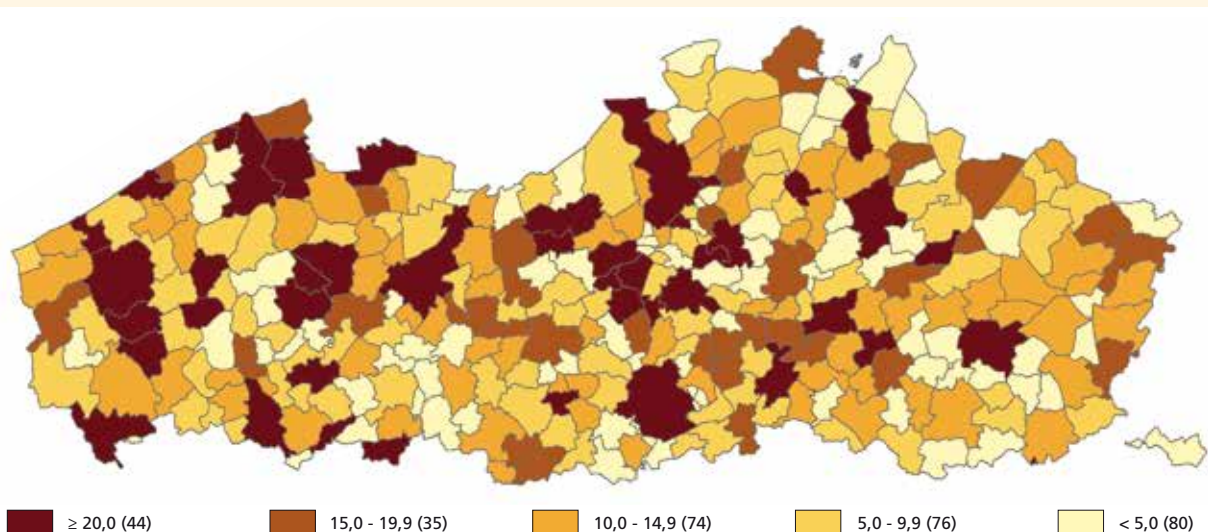 ≥ 20,0 (44) 15,0 - 19,9 (35) 10,0 - 14,9 (74) 5,0 - 9,9 (76) < 5,0 (80)